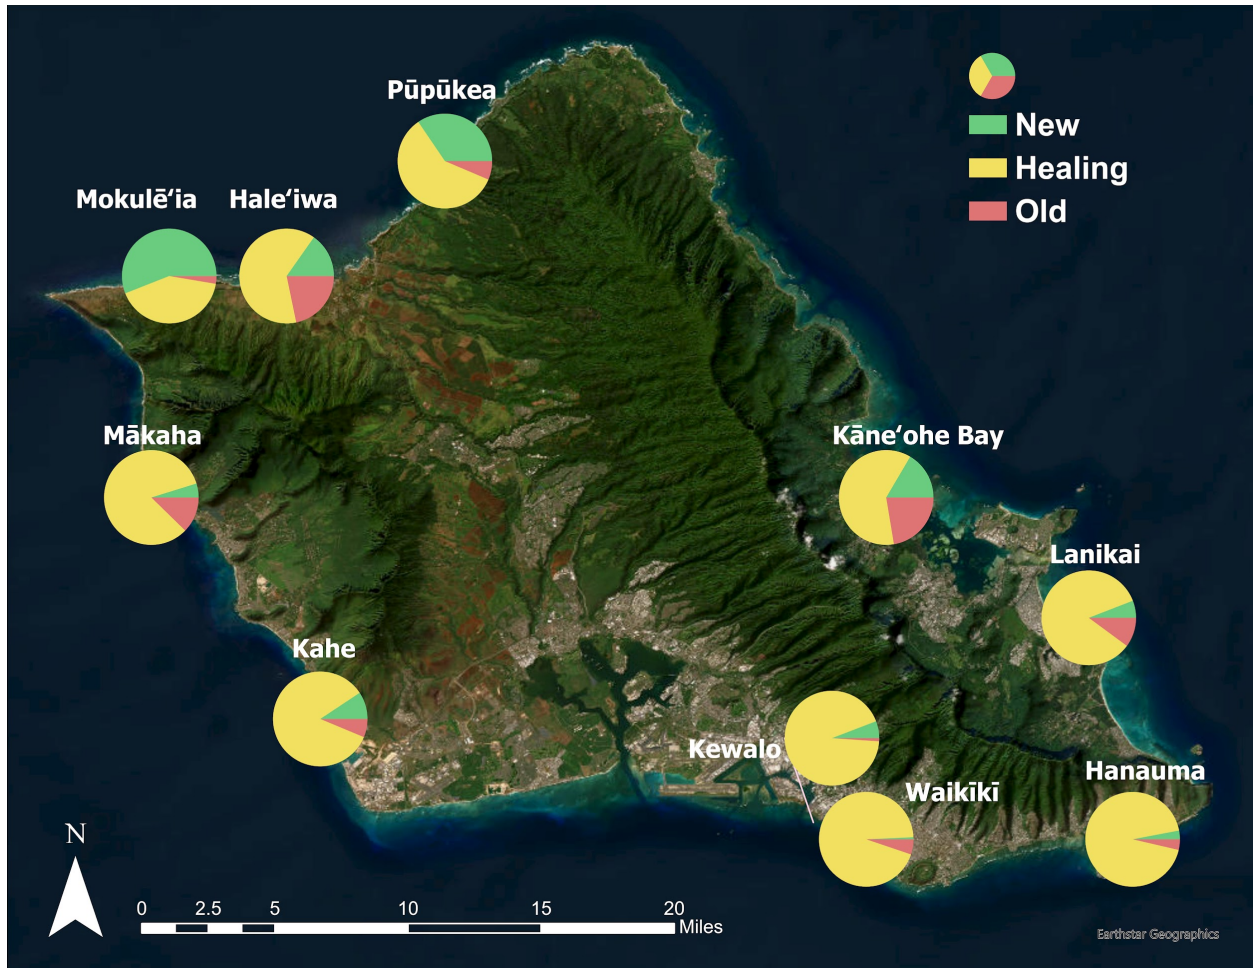 Pūpūkea
New
Healing
Old
Mokulēʻia
Haleʻiwa
Mākaha
Kāneʻohe Bay
Lanikai
Kahe
Kewalo
Waikīkī
Hanauma
N
0 2.5 5 10 15 20
Miles
Earthstar Geographics